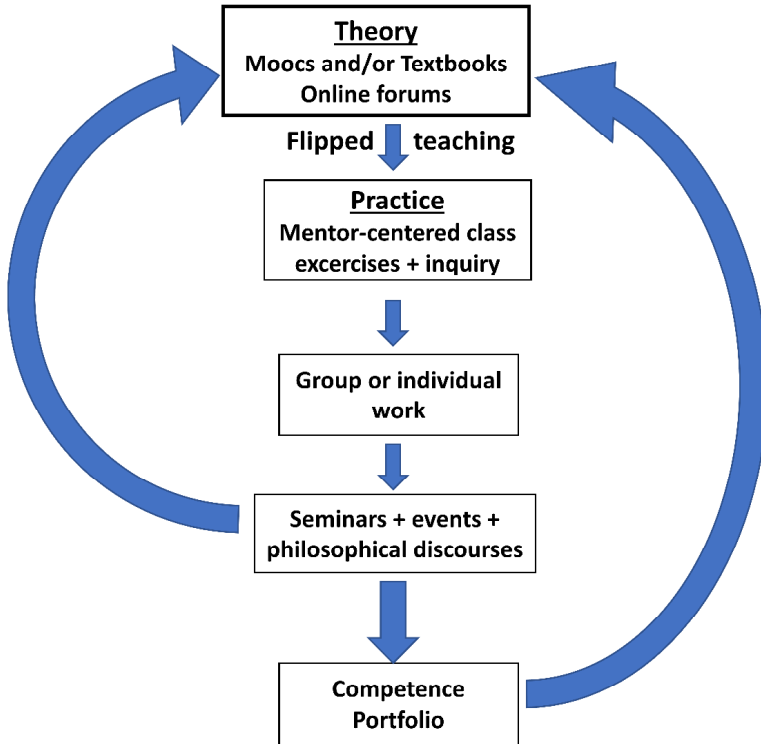 Theory
Moocs and/or Textbooks
Online forums
Flipped teaching
Practice
Mentor-centered class
excercises + inquiry
Group or individual
work
Seminars + events +
philosophical discourses
Competence
Portfolio